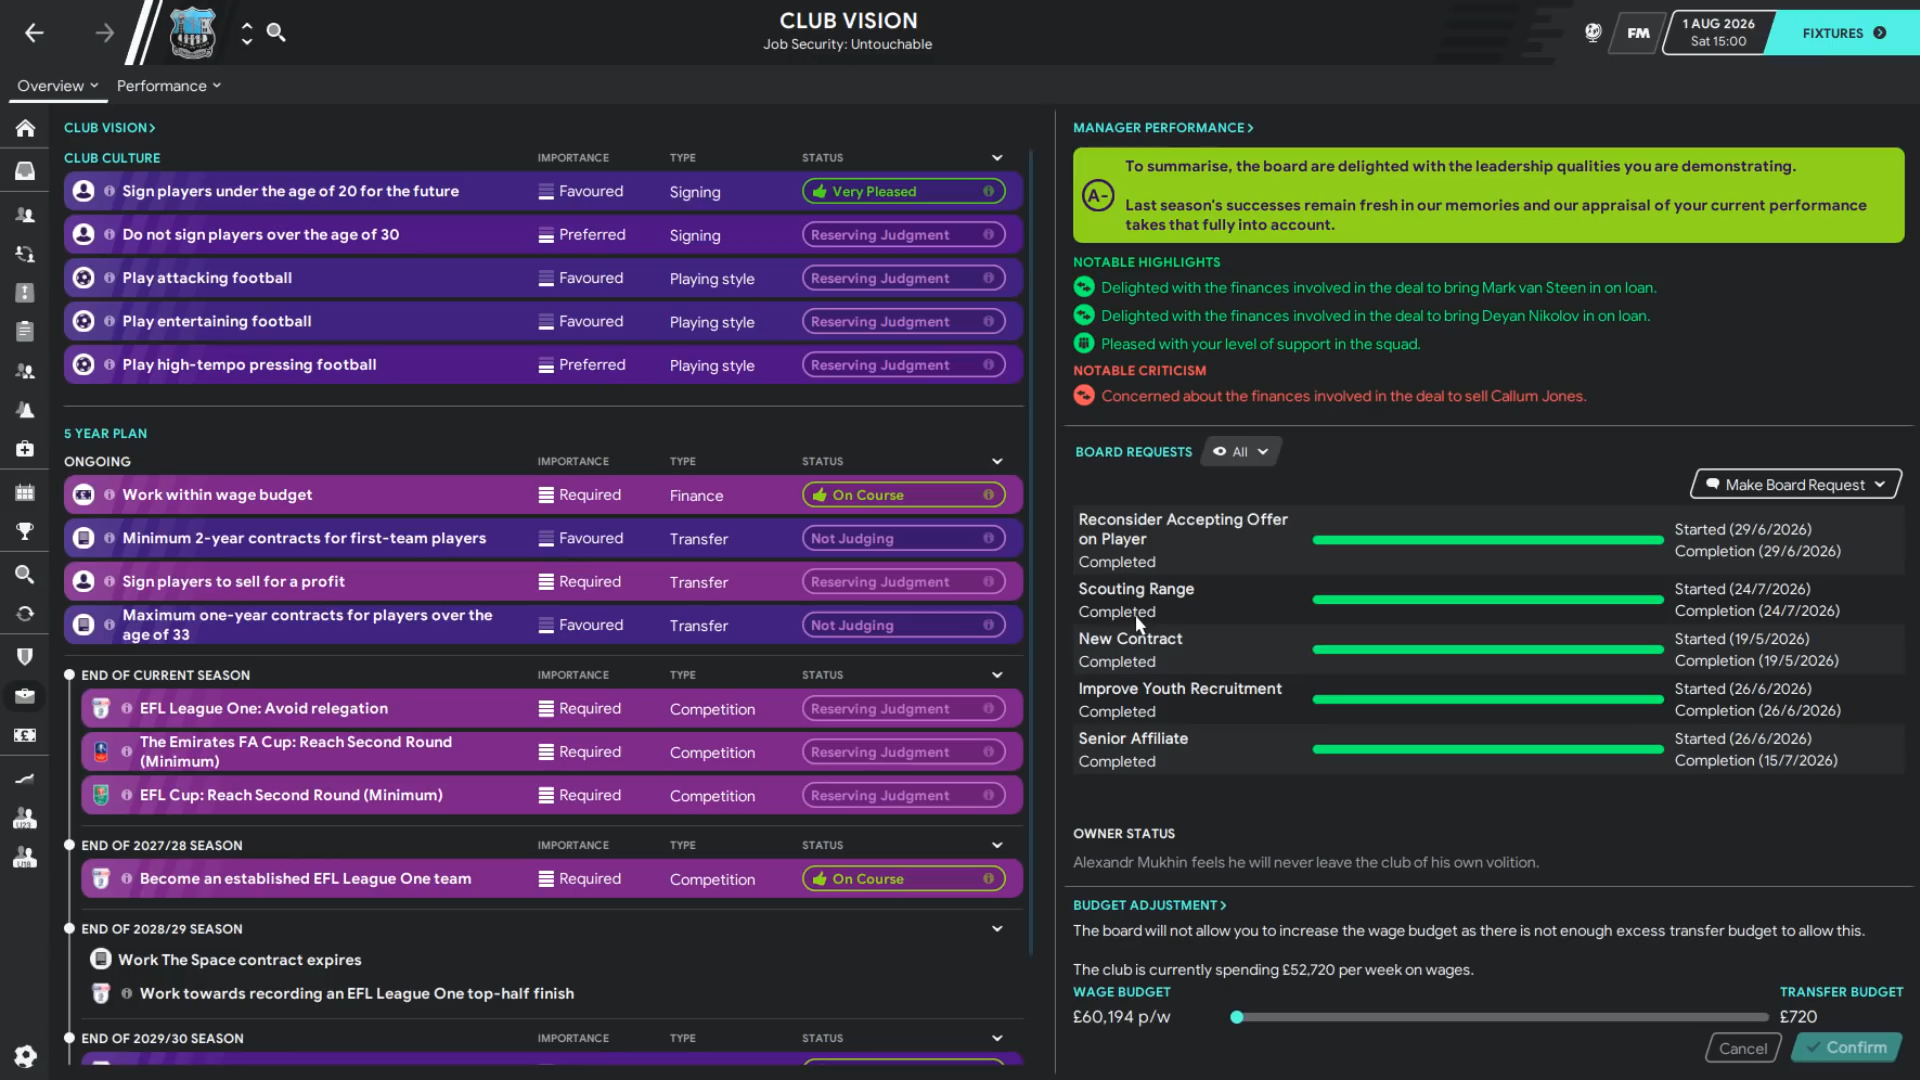 CLUB VISION
Job Security: Untouchable
FM
1 AUG 2026
Sat 15:00
FIXTURES
Overview
Performance
CLUB VISION
CLUB CULTURE IMPORTANCE TYPE STATUS
Sign players under the age of 20 for the future Favoured Signing Very Pleased
Do not sign players over the age of 30 Preferred Signing Reserving Judgment
Play attacking football Favoured Playing style Reserving Judgment
Play entertaining football Favoured Playing style Reserving Judgment
Play high-tempo pressing football Preferred Playing style Reserving Judgment
5 YEAR PLAN
ONGOING IMPORTANCE TYPE STATUS
Work within wage budget Required Finance On Course
Minimum 2-year contracts for first-team players Favoured Transfer Not Judging
Sign players to sell for a profit Required Transfer Reserving Judgment
Maximum one-year contracts for players over the
age of 33 Favoured Transfer Not Judging
END OF CURRENT SEASON IMPORTANCE TYPE STATUS
EFL League One: Avoid relegation Required Competition Reserving Judgment
The Emirates FA Cup: Reach Second Round
(Minimum) Required Competition Reserving Judgment
EFL Cup: Reach Second Round (Minimum) Required Competition Reserving Judgment
END OF 2027/28 SEASON IMPORTANCE TYPE STATUS
Become an established EFL League One team Required Competition On Course
END OF 2028/29 SEASON
Work The Space contract expires
Work towards recording an EFL League One top-half finish
END OF 2029/30 SEASON IMPORTANCE TYPE STATUS
U23
U18
MANAGER PERFORMANCE
A-
To summarise, the board are delighted with the leadership qualities you are demonstrating.
Last season's successes remain fresh in our memories and our appraisal of your current performance
takes that fully into account.
NOTABLE HIGHLIGHTS
Delighted with the finances involved in the deal to bring Mark van Steen in on loan.
Delighted with the finances involved in the deal to bring Deyan Nikolov in on loan.
Pleased with your level of support in the squad.
NOTABLE CRITICISM
Concerned about the finances involved in the deal to sell Callum Jones.
BOARD REQUESTS All
Make Board Request
Reconsider Accepting Offer
on Player
Completed
Started (29/6/2026)
Completion (29/6/2026)
Scouting Range
Completed
Started (24/7/2026)
Completion (24/7/2026)
New Contract
Completed
Started (19/5/2026)
Completion (19/5/2026)
Improve Youth Recruitment
Completed
Started (26/6/2026)
Completion (26/6/2026)
Senior Affiliate
Completed
Started (26/6/2026)
Completion (15/7/2026)
OWNER STATUS
Alexandr Mukhin feels he will never leave the club of his own volition.
BUDGET ADJUSTMENT
The board will not allow you to increase the wage budget as there is not enough excess transfer budget to allow this.
The club is currently spending £52,720 per week on wages.
WAGE BUDGET TRANSFER BUDGET
£60,194 p/w £720
Cancel Confirm